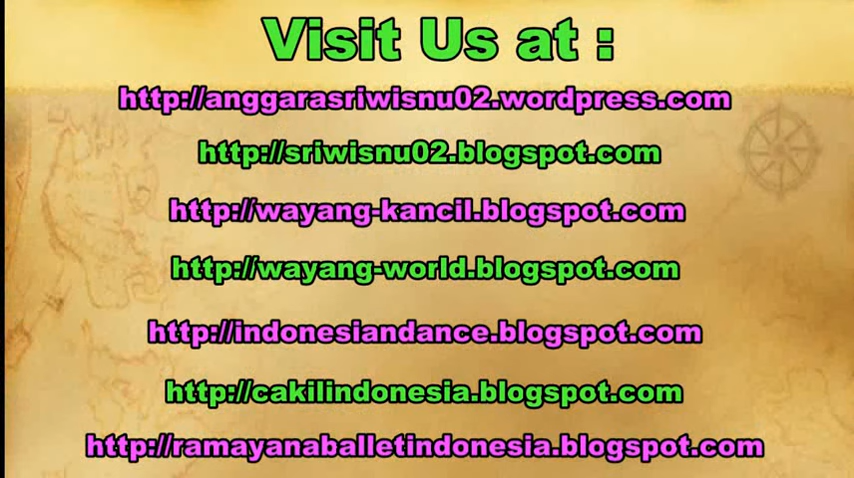 Visit Us at :
http://anggarasriwisnu02.wordpress.com
http://sriwisnu02.blogspot.com
http://wayang-kancil.blogspot.com
http://wayang-world.blogspot.com
http://indonesiandance.blogspot.com
http://cakilindonesia.blogspot.com
http://ramayanaballetindonesia.blogspot.com